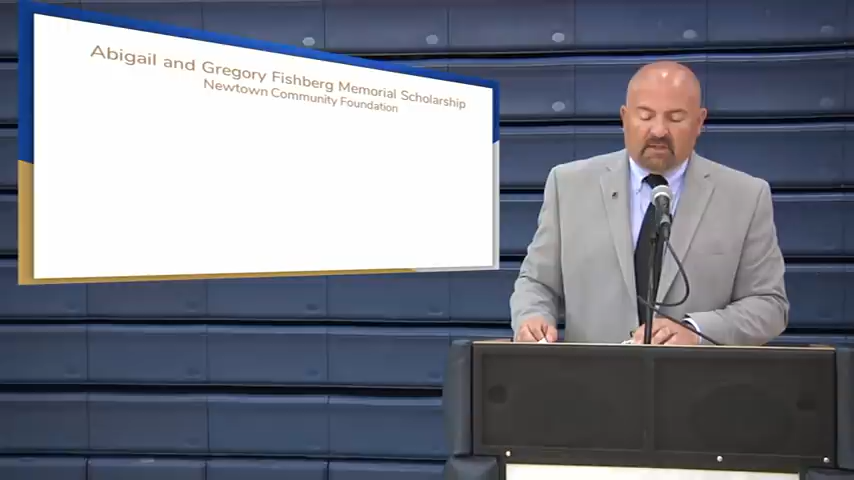 Abigail and Gregory Fishberg Memorial Scholarship
Newtown Community Foundation